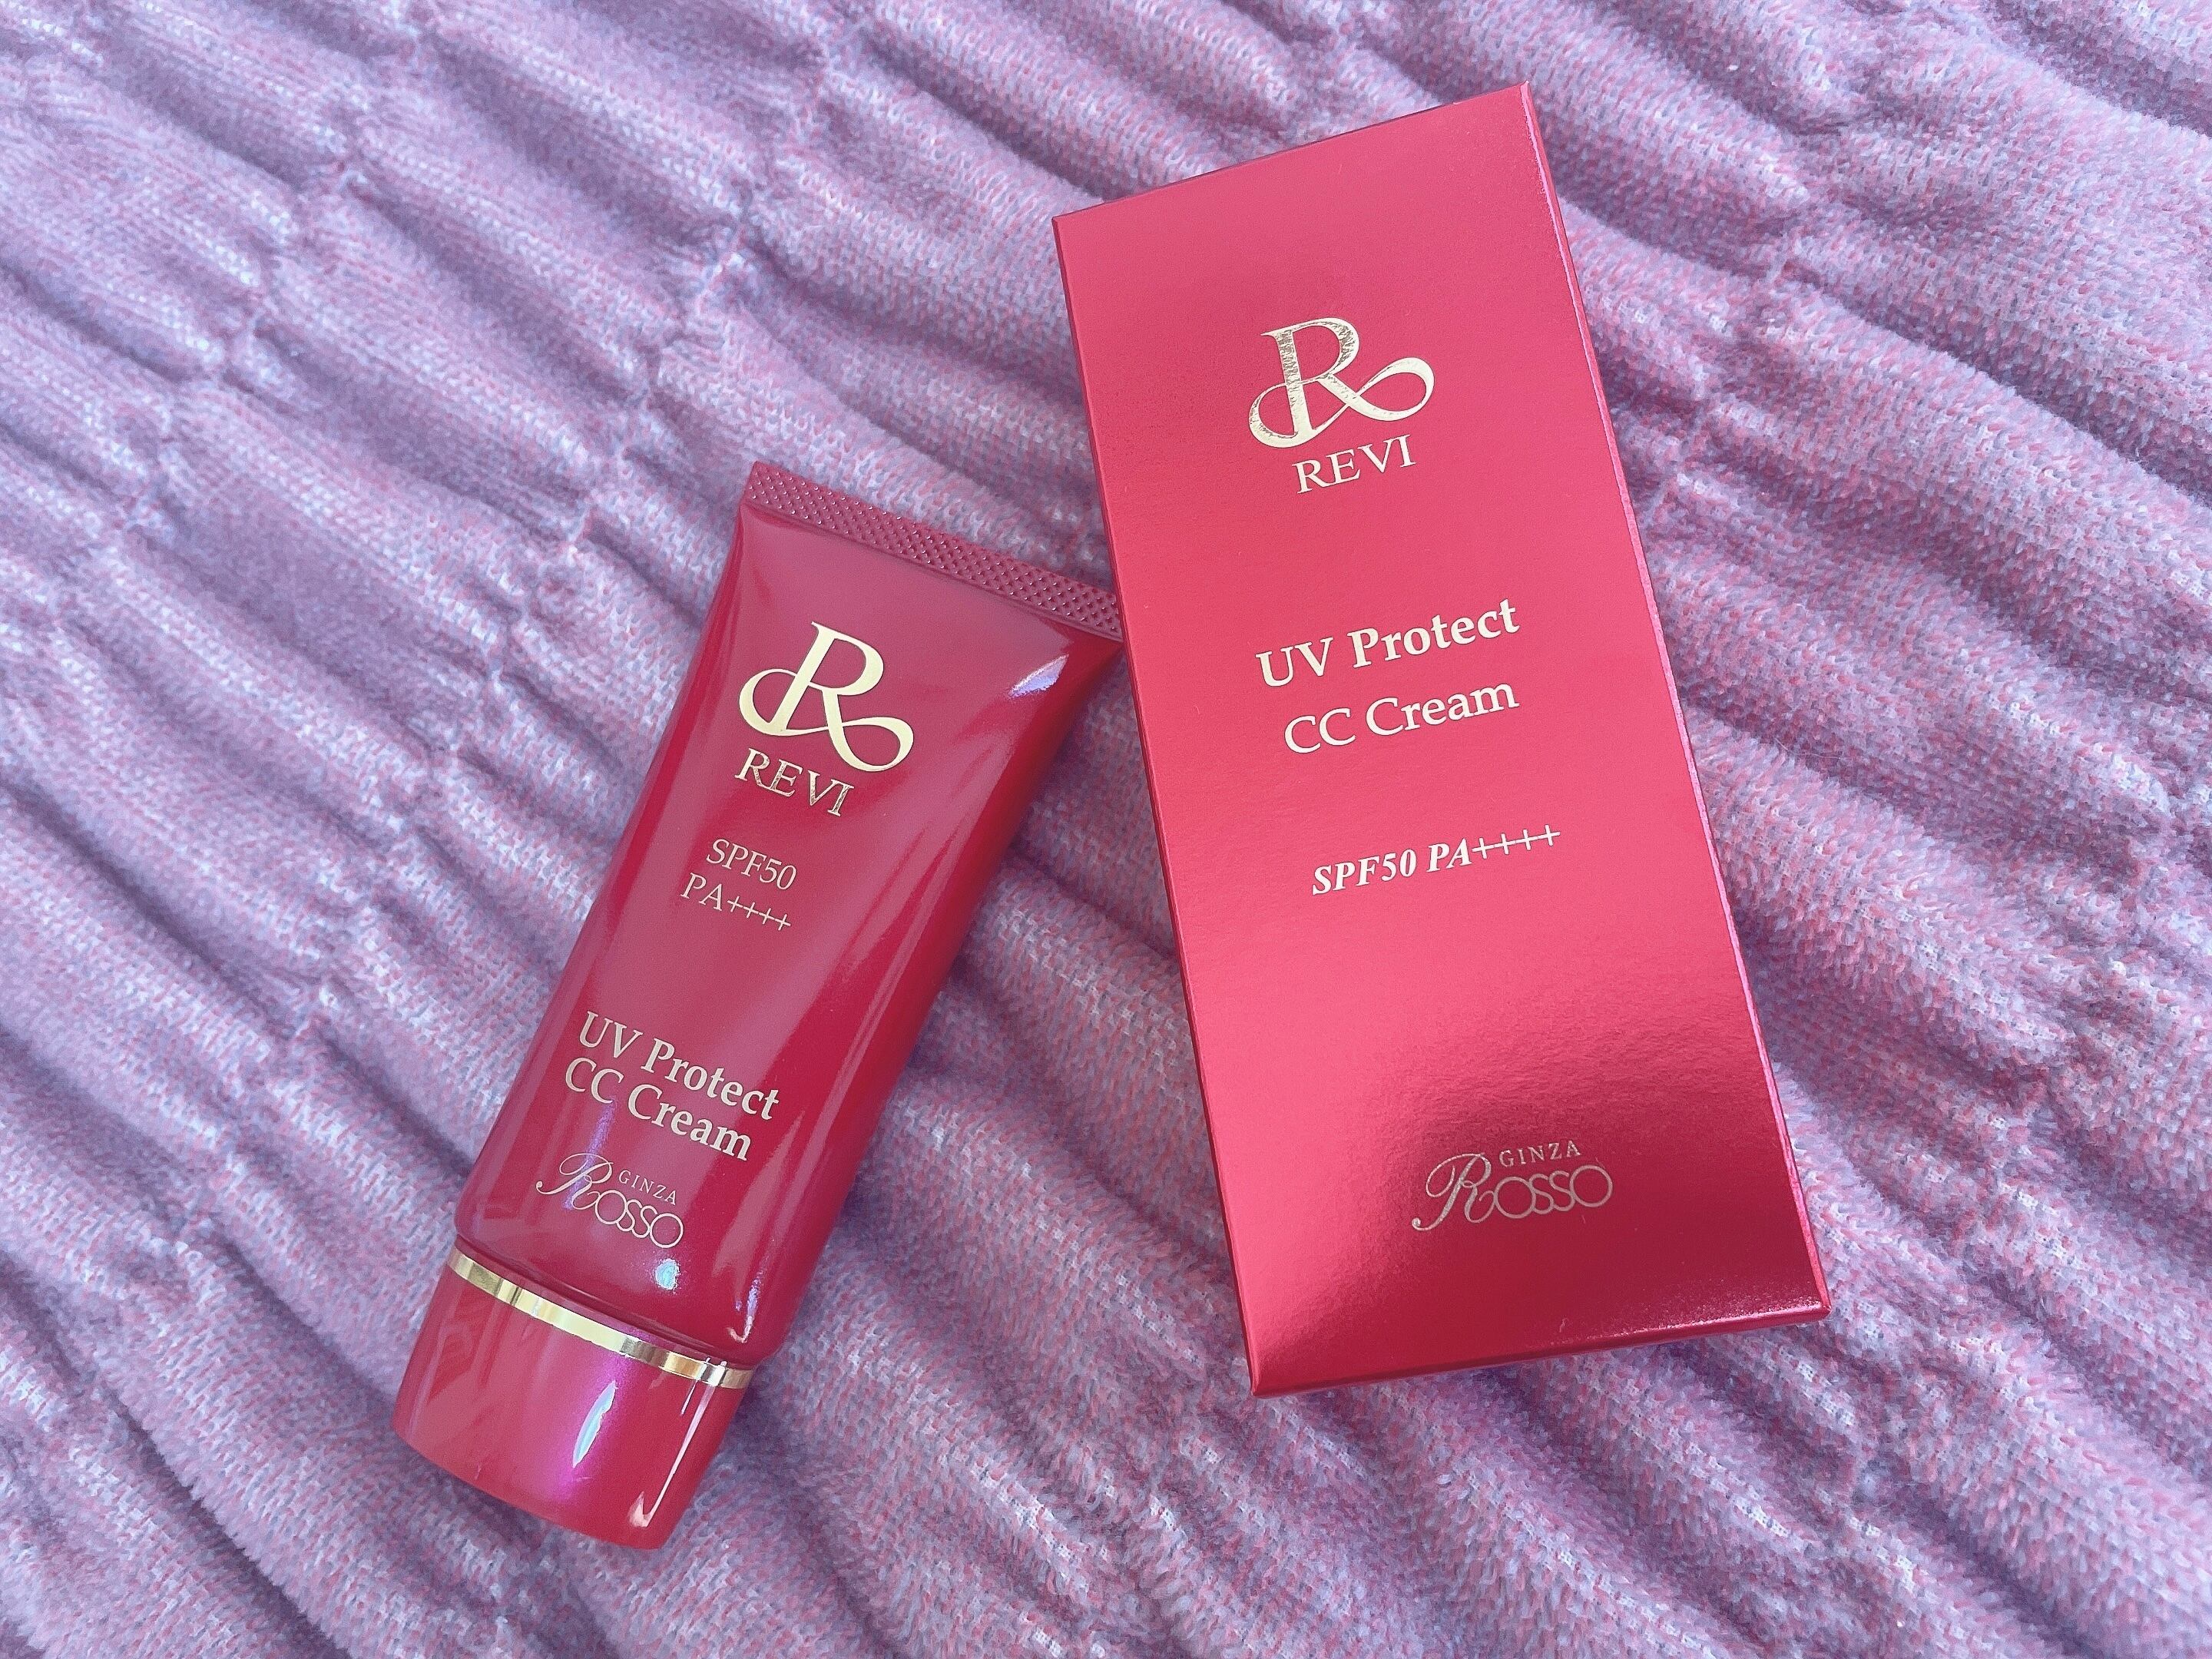 R
REVI
SPF50
PA++++
UV Protect
CC Cream
GINZA
Rosso
R
REVI
UV Protect
CC Cream
SPF50 PA++++
GINZA
Rosso